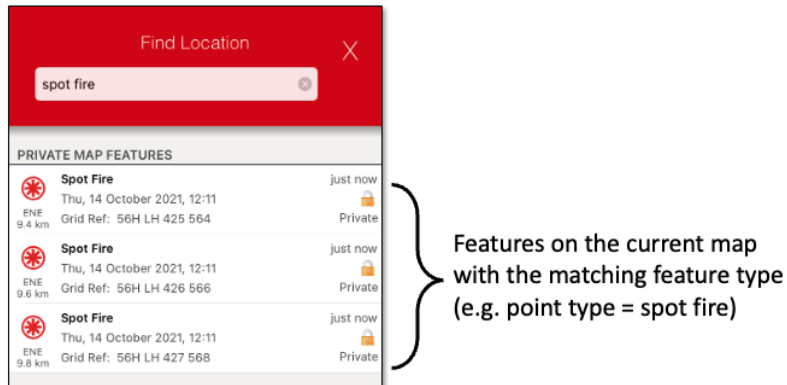 Find Location
X
spot fire
PRIVATE MAP FEATURES
Spot Fire
just now
Thu, 14 October 2021, 12:11
ENE
9.4 km
Grid Ref: 56H LH 425 564
Private
Spot Fire
just now
Thu, 14 October 2021, 12:11
ENE
9.6 km
Grid Ref: 56H LH 426 566
Private
Spot Fire
just now
Thu, 14 October 2021, 12:11
ENE
9.8 km
Grid Ref: 56H LH 427 568
Private
Features on the current map
with the matching feature type
(e.g. point type = spot fire)